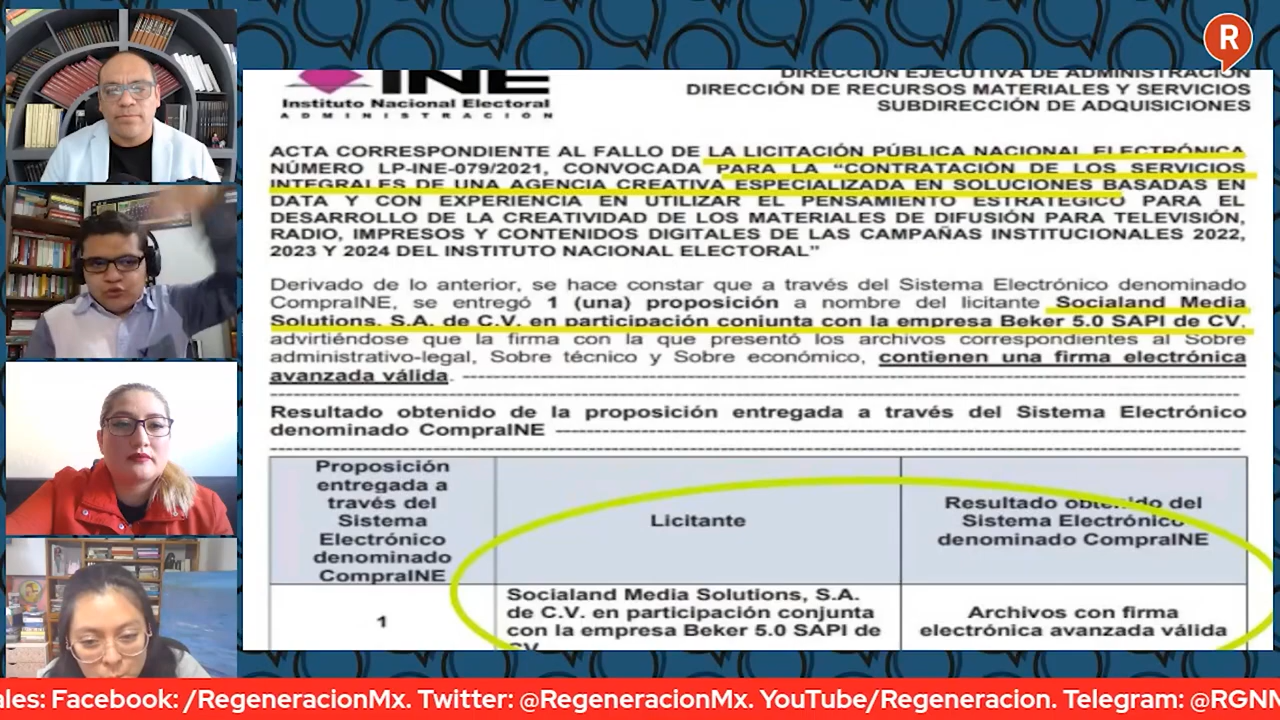 R
INE
Instituto Nacional Electoral
ADMINISTRACIÓN
DIRECCIÓN EJECUTIVA DE ADMINISTRACIÓN
DIRECCIÓN DE RECURSOS MATERIALES Y SERVICIOS
SUBDIRECCIÓN DE ADQUISICIONES
ACTA CORRESPONDIENTE AL FALLO DE LA LICITACIÓN PÚBLICA NACIONAL ELECTRÓNICA
NÚMERO LP-INE-079/2021, CONVOCADA PARA LA “CONTRATACIÓN DE LOS SERVICIOS
INTEGRALES DE UNA AGENCIA CREATIVA ESPECIALIZADA EN SOLUCIONES BASADAS EN
DATA Y CON EXPERIENCIA EN UTILIZAR EL PENSAMIENTO ESTRATÉGICO PARA EL
DESARROLLO DE LA CREATIVIDAD DE LOS MATERIALES DE DIFUSIÓN PARA TELEVISIÓN,
RADIO, IMPRESOS Y CONTENIDOS DIGITALES DE LAS CAMPAÑAS INSTITUCIONALES 2022,
2023 Y 2024 DEL INSTITUTO NACIONAL ELECTORAL”
Derivado de lo anterior, se hace constar que a través del Sistema Electrónico denominado
CompraINE, se entregó 1 (una) proposición a nombre del licitante Socialand Media
Solutions, S.A. de C.V. en participación conjunta con la empresa Beker 5.0 SAPI de CV,
advirtiéndose que la firma con la que presentó los archivos correspondientes al Sobre
administrativo-legal, Sobre técnico y Sobre económico, contienen una firma electrónica
avanzada válida. ------------------------------------------------------------
Resultado obtenido de la proposición entregada a través del Sistema Electrónico
denominado CompraINE ------------------------------------------------------------
Proposición
entregada a
través del
Sistema
Electrónico
denominado
CompraINE
Licitante
Resultado obtenido del
Sistema Electrónico
denominado CompraINE
1
Socialand Media Solutions, S.A.
de C.V. en participación conjunta
con la empresa Beker 5.0 SAPI de
CV
Archivos con firma
electrónica avanzada válida
ales: Facebook: /RegeneracionMx. Twitter: @RegeneracionMx. YouTube/Regeneracion. Telegram: @RGNM